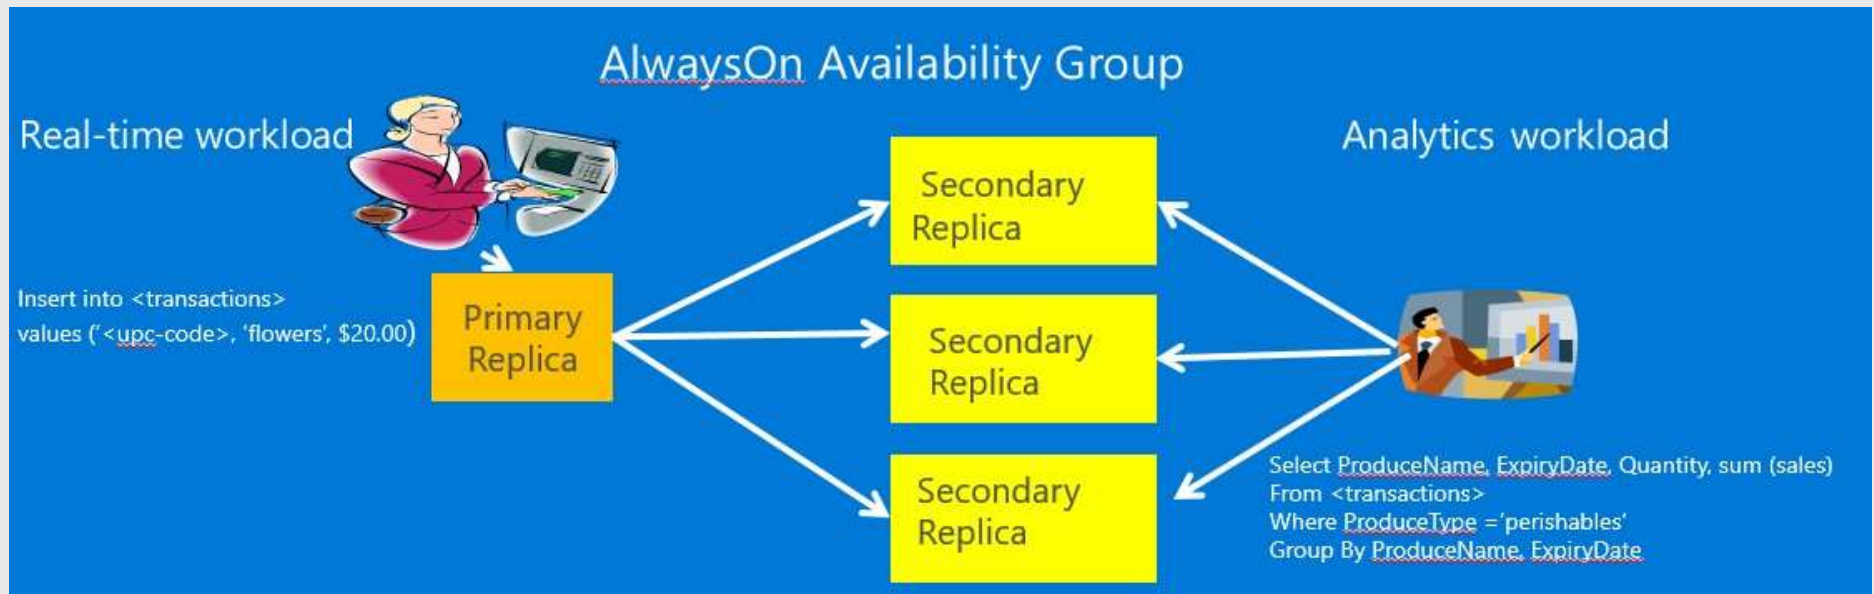 AlwaysOn Availability Group
Real-time workload
Analytics workload
Insert into <transactions>
values ('<upc-code>, 'flowers', $20.00)
Primary
Replica
Secondary
Replica
Secondary
Replica
Secondary
Replica
Select ProduceName, ExpiryDate, Quantity, sum (sales)
From <transactions>
Where ProduceType ='perishables'
Group By ProduceName, ExpiryDate